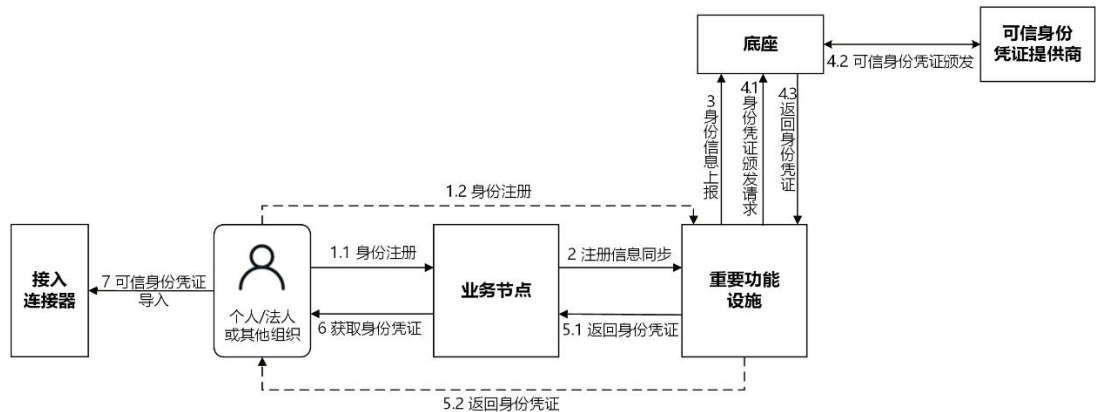 底座
可信身份
凭证提供商
4.2 可信身份凭证颁发
3 身份信息上报
4.1 身份凭证颁发请求
4.3 返回身份凭证
1.2 身份注册
接入
连接器
7 可信身份凭证
导入
个人/法人
或其他组织
1.1 身份注册
6 获取身份凭证
业务节点
2 注册信息同步
5.1 返回身份凭证
重要功能
设施
5.2 返回身份凭证